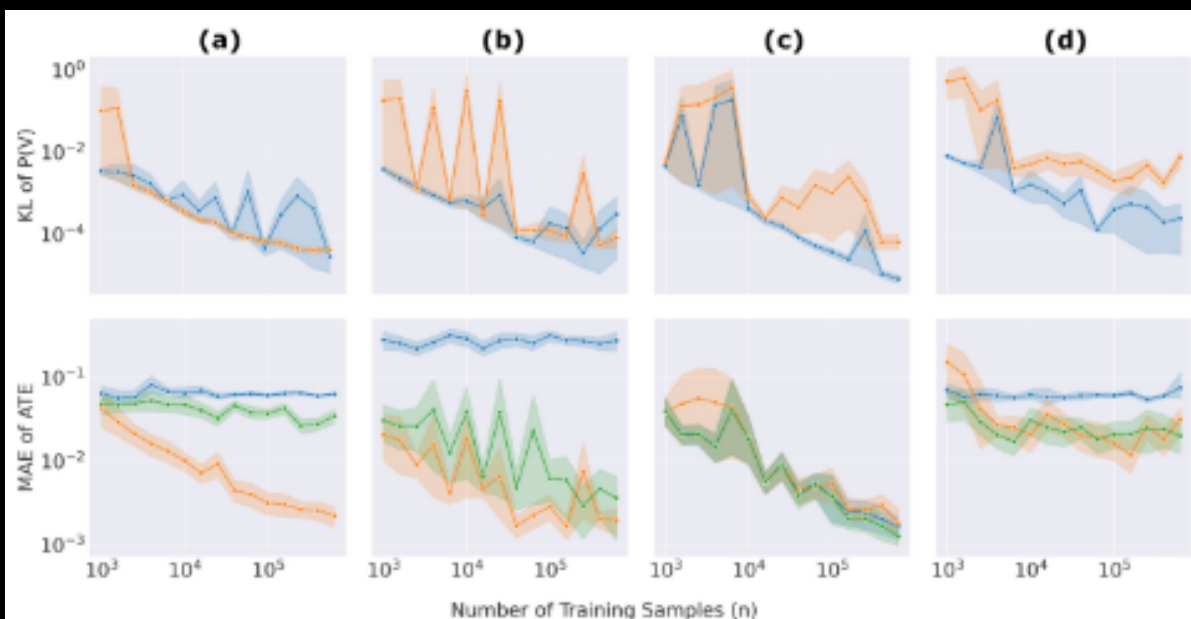 (a) (b) (c) (d)
KL of P(V)
10^0
10^-2
10^-4
MAE of ATE
10^-1
10^-2
10^-3
10^3 10^4 10^5 10^3 10^4 10^5 10^3 10^4 10^5 10^3 10^4 10^5
Number of Training Samples (n)